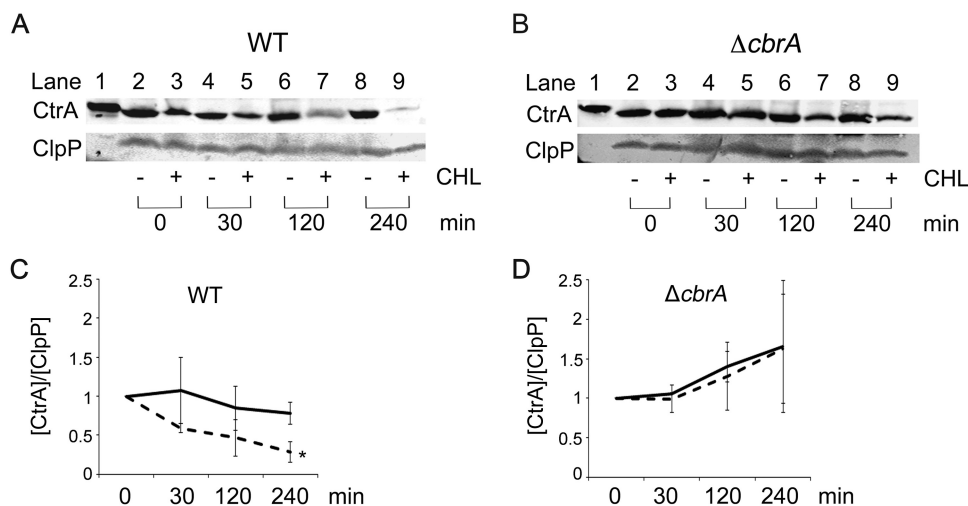 A
WT
Lane 1 2 3 4 5 6 7 8 9
CtrA
ClpP
- + - + - + - + CHL
0 30 120 240 min
B
ΔcbrA
Lane 1 2 3 4 5 6 7 8 9
CtrA
ClpP
- + - + - + - + CHL
0 30 120 240 min
C
WT
[CtrA]/[ClpP]
2.5
2
1.5
1
0.5
0
*
0 30 120 240 min
D
ΔcbrA
[CtrA]/[ClpP]
2.5
2
1.5
1
0.5
0
0 30 120 240 min